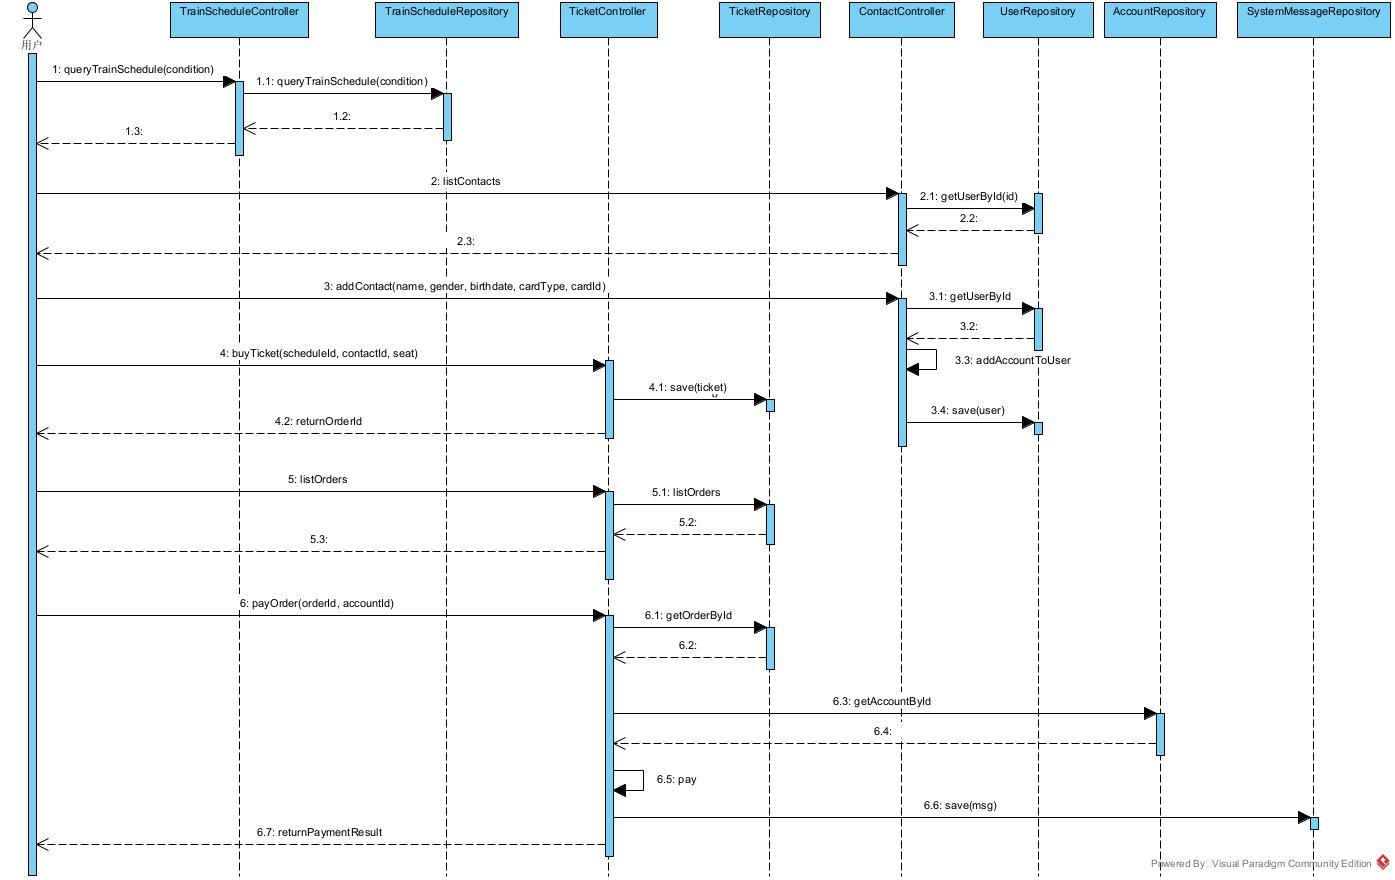 TrainScheduleController
TrainScheduleRepository
TicketController
TicketRepository
ContactController
UserRepository
AccountRepository
SystemMessageRepository
用户
1: queryTrainSchedule(condition)
1.1: queryTrainSchedule(condition)
1.2:
1.3:
2: listContacts
2.1: getUserById(id)
2.2:
2.3:
3: addContact(name, gender, birthdate, cardType, cardId)
3.1: getUserById
3.2:
3.3: addAccountToUser
4: buyTicket(scheduleId, contactId, seat)
4.1: save(ticket)
3.4: save(user)
4.2: returnOrderId
5: listOrders
5.1: listOrders
5.2:
5.3:
6: payOrder(orderId, accountId)
6.1: getOrderById
6.2:
6.3: getAccountById
6.4:
6.5: pay
6.6: save(msg)
6.7: returnPaymentResult
Powered By Visual Paradigm Community Edition